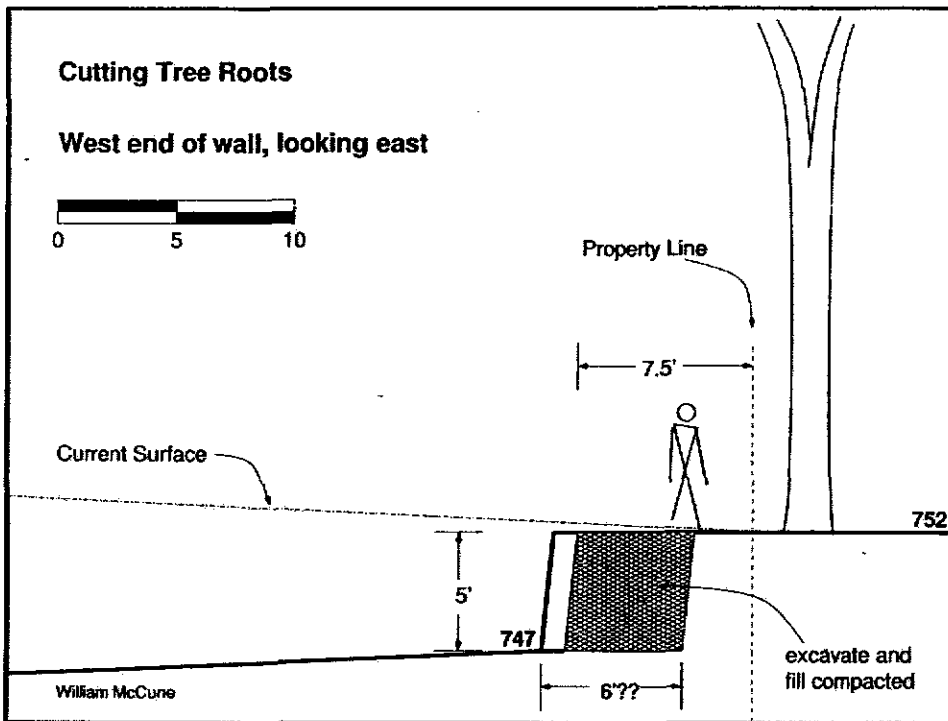 Cutting Tree Roots
West end of wall, looking east
0 5 10
Property Line
7.5'
Current Surface
752
5'
747
6'??
excavate and
fill compacted
William McCune